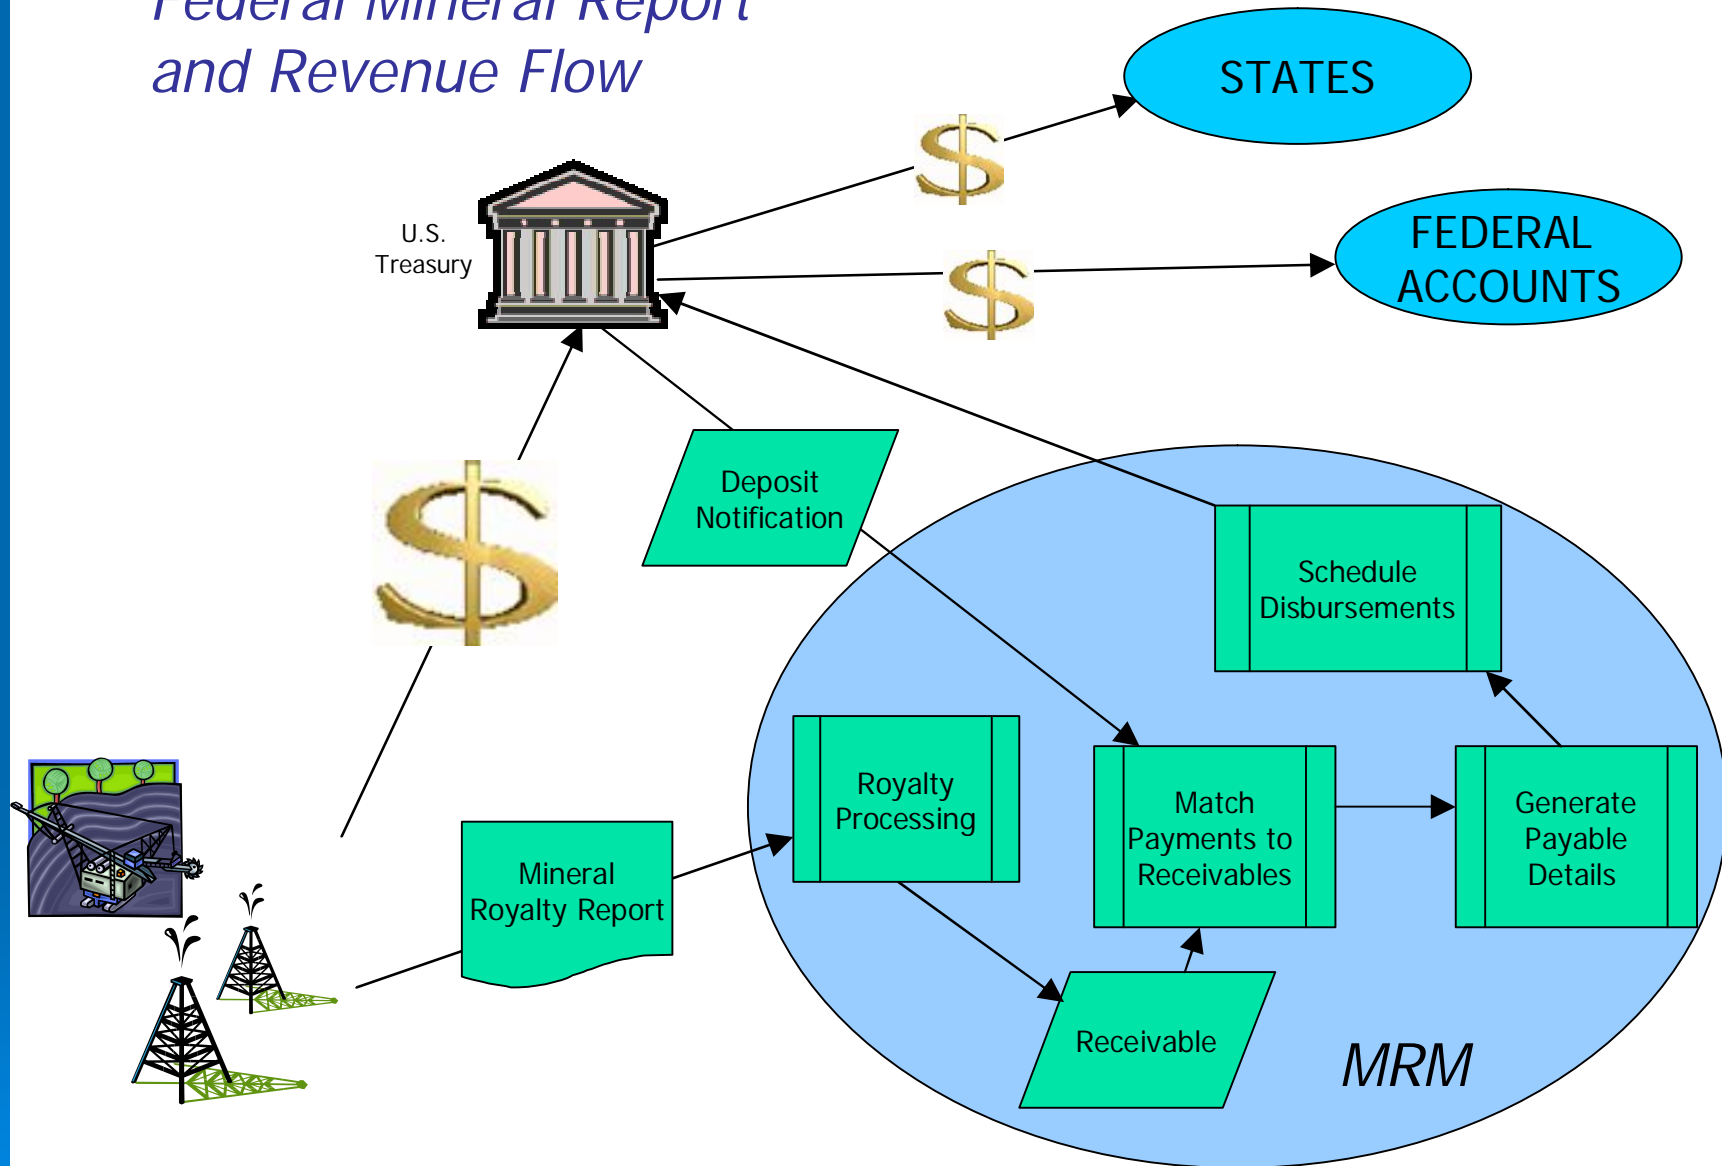 Federal Mineral Report
and Revenue Flow
STATES
U.S.
Treasury
FEDERAL
ACCOUNTS
Deposit
Notification
Schedule
Disbursements
Royalty
Processing
Match
Payments to
Receivables
Generate
Payable
Details
Mineral
Royalty Report
Receivable
MRM